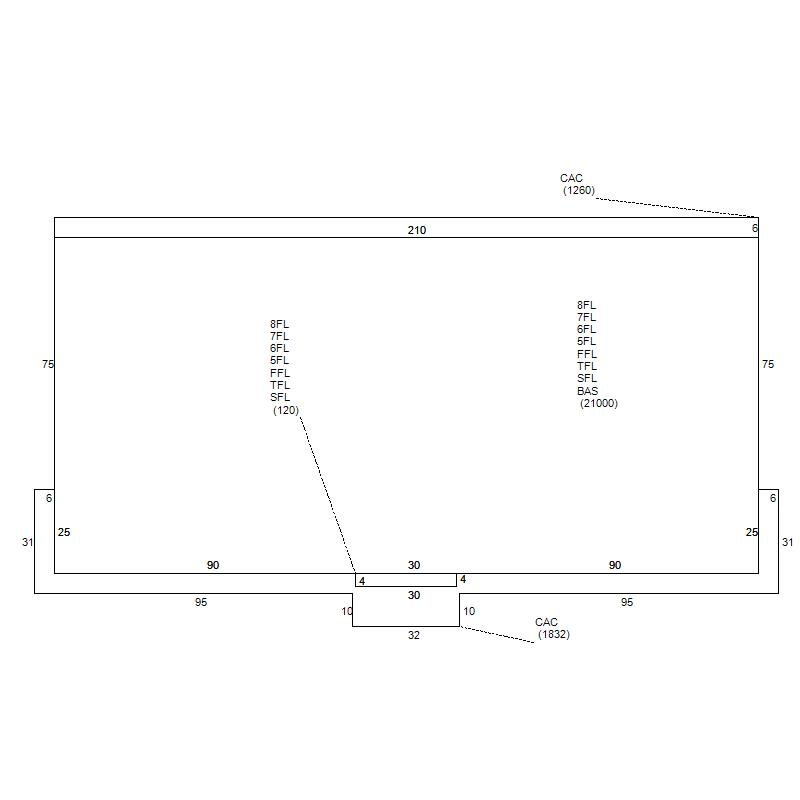 CAC
(1260)
210
6
8FL
7FL
6FL
5FL
FFL
TFL
SFL
BAS
(21000)
8FL
7FL
6FL
5FL
FFL
TFL
SFL
(120)
75
75
6
6
31
25
25
31
90
30
90
4
4
95
30
95
10
10
32
CAC
(1832)